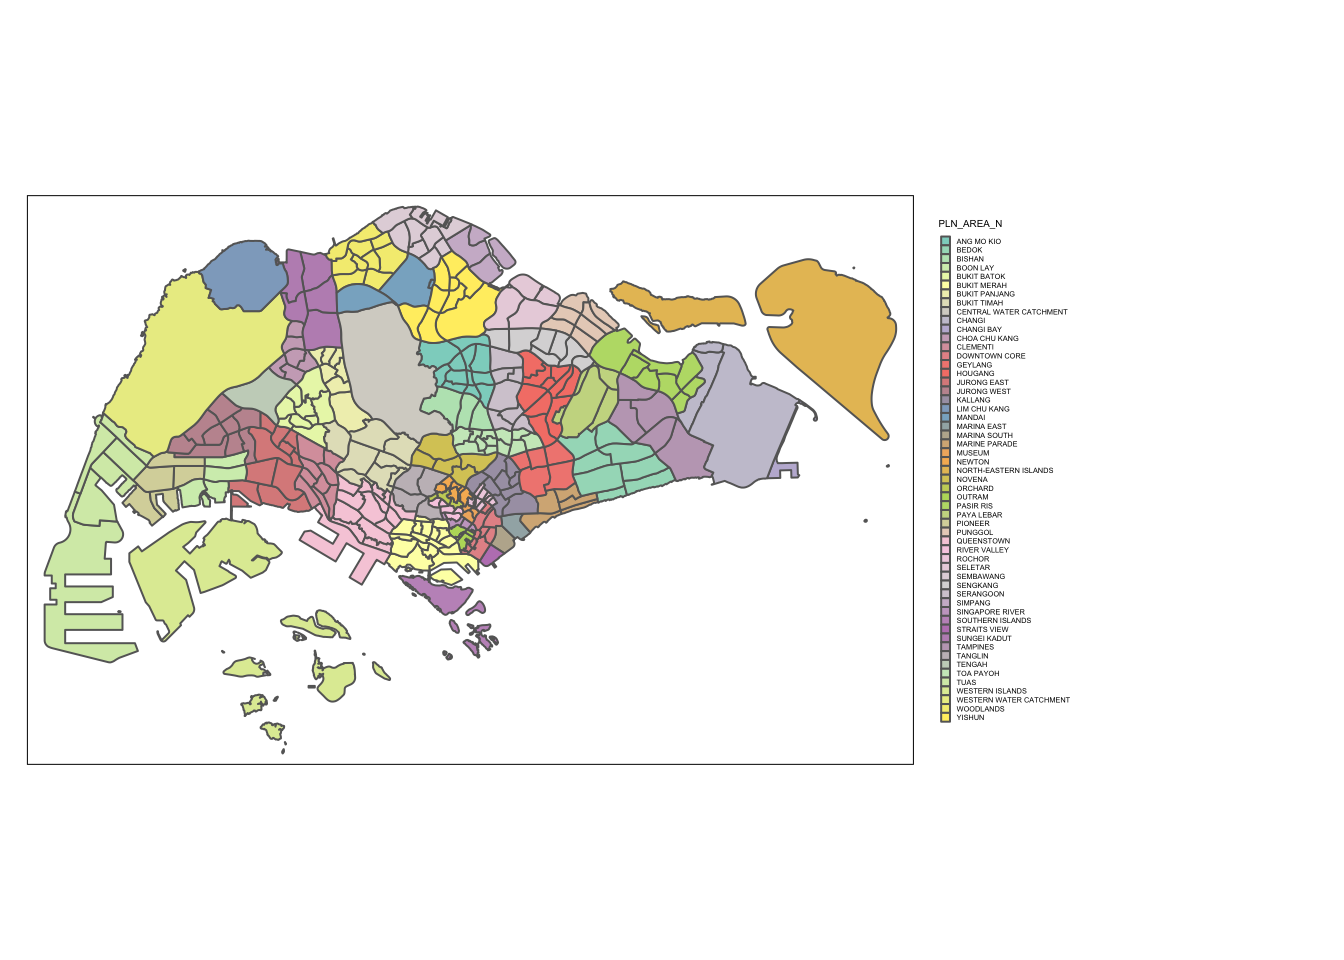 PLN_AREA_N
ANG MO KIO
BEDOK
BISHAN
BOON LAY
BUKIT BATOK
BUKIT MERAH
BUKIT PANJANG
BUKIT TIMAH
CENTRAL WATER CATCHMENT
CHANGI
CHANGI BAY
CHOA CHU KANG
CLEMENTI
DOWNTOWN CORE
GEYLANG
HOUGANG
JURONG EAST
JURONG WEST
KALLANG
LIM CHU KANG
MANDAI
MARINA EAST
MARINA SOUTH
MARINE PARADE
MUSEUM
NEWTON
NORTH-EASTERN ISLANDS
NOVENA
ORCHARD
OUTRAM
PASIR RIS
PAYA LEBAR
PIONEER
PUNGGOL
QUEENSTOWN
RIVER VALLEY
ROCHOR
SELETAR
SEMBAWANG
SENGKANG
SERANGOON
SIMPANG
SINGAPORE RIVER
SOUTHERN ISLANDS
STRAITS VIEW
SUNGEI KADUT
TAMPINES
TANGLIN
TENGAH
TOA PAYOH
TUAS
WESTERN ISLANDS
WESTERN WATER CATCHMENT
WOODLANDS
YISHUN